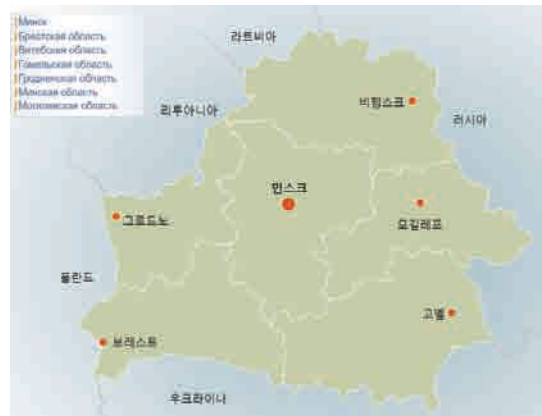 Минск
Брестская область
Витебская область
Гомельская область
Гродненская область
Минская область
Могилевская область
라트비아
리투아니아
비텝스크
러시아
민스크
그로드노
모길레프
폴란드
고멜
브레스트
우크라이나